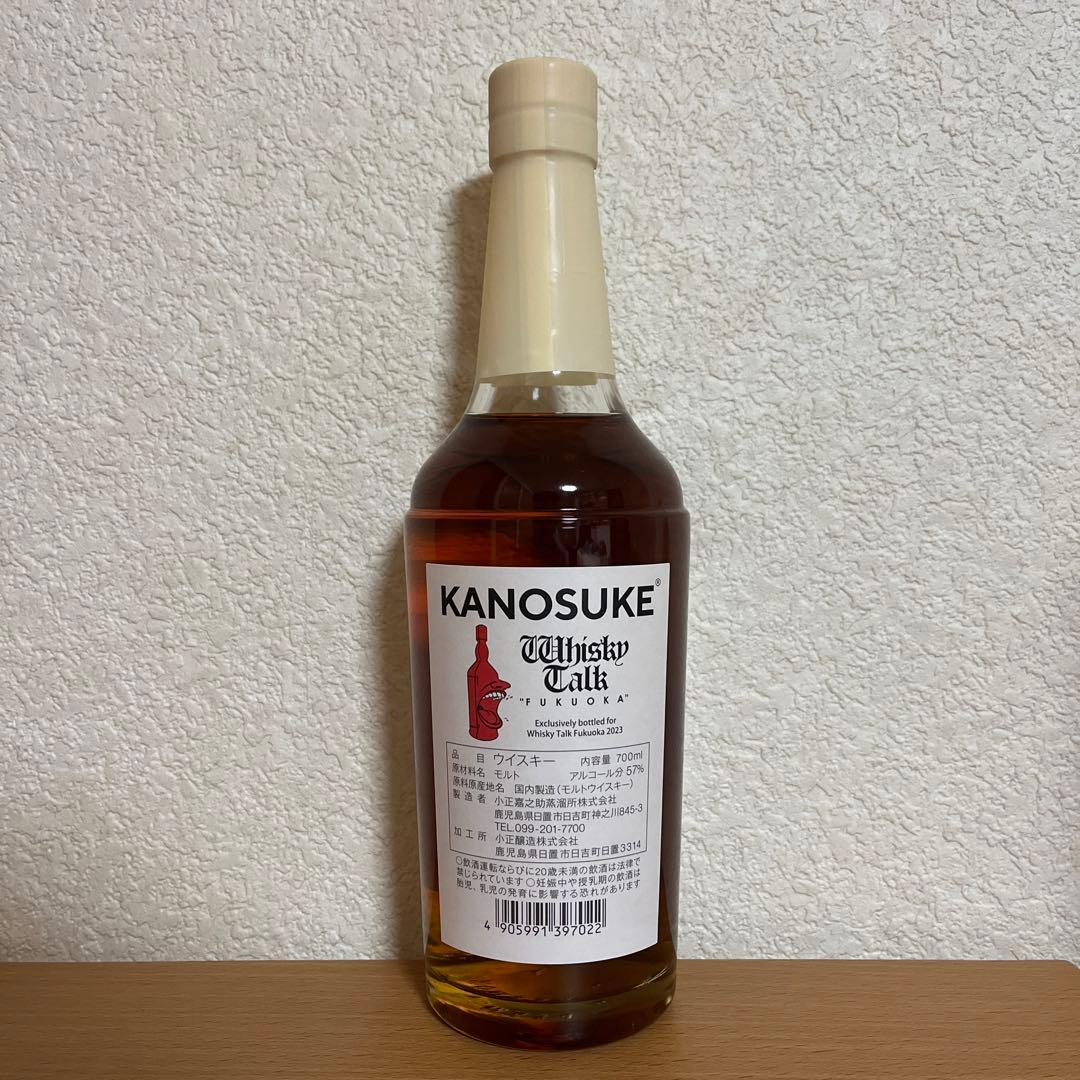 KANOSUKE®
Whisky
Talk
"FUKUOKA"
Exclusively bottled for
Whisky Talk Fukuoka 2023
品目 ウイスキー 内容量 700ml
原材料名 モルト アルコール分 57%
原料原産地名 国内製造(モルトウイスキー)
製造者 小正嘉之助蒸溜所株式会社
鹿児島県日置市日吉町神之川845-3
TEL.099-201-7700
加工所 小正醸造株式会社
鹿児島県日置市日吉町日置3314
○飲酒運転ならびに20歳未満の飲酒は法律で
禁じられています○妊娠中や授乳期の飲酒は
胎児、乳児の発育に影響する恐れがあります
4 905991 397022